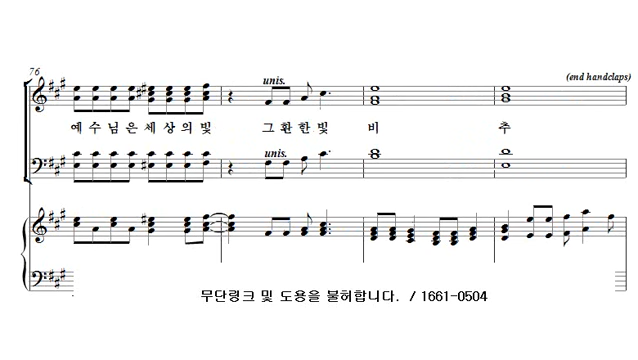 76
unis.
(end handclaps)
예 수 님 은 세 상 의 빛 그 환 한 빛 비 추
unis.
무단링크 및 도용을 불허합니다. / 1661-0504